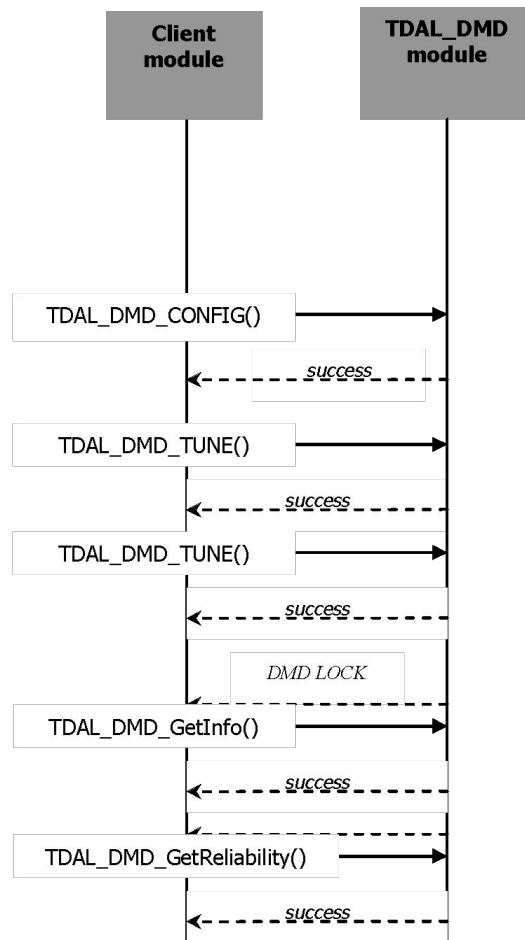 Client
module
TDAL_DMD
module
TDAL_DMD_CONFIG()
success
TDAL_DMD_TUNE()
success
TDAL_DMD_TUNE()
success
DMD LOCK
TDAL_DMD_GetInfo()
success
TDAL_DMD_GetReliability()
success